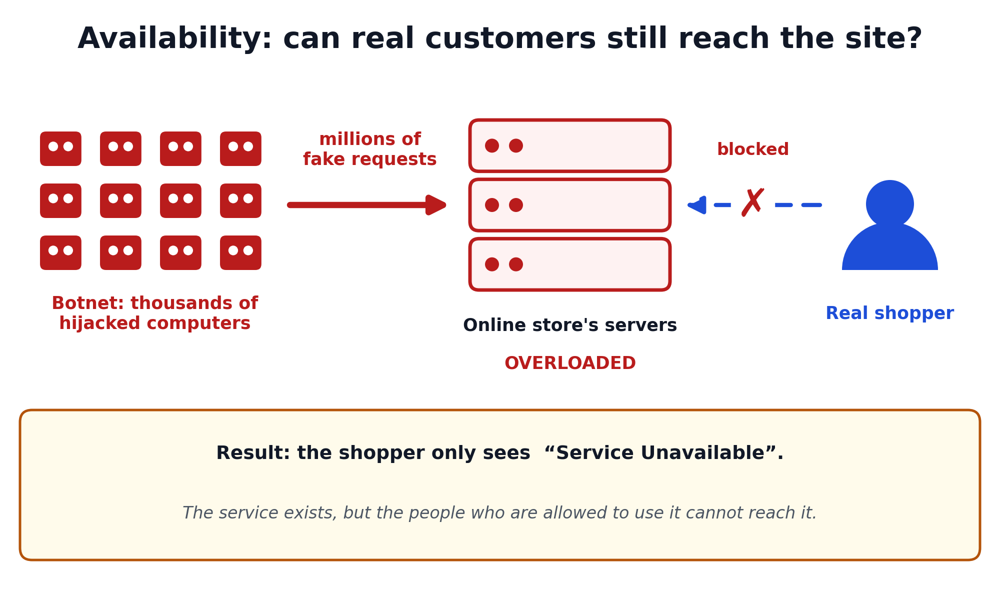 Availability: can real customers still reach the site?
millions of
fake requests
blocked
✗
Botnet: thousands of
hijacked computers
Online store's servers
OVERLOADED
Real shopper
Result: the shopper only sees “Service Unavailable”.
The service exists, but the people who are allowed to use it cannot reach it.